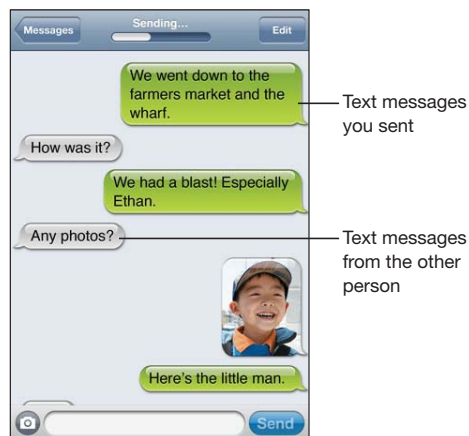 Messages
Sending...
Edit
We went down to the
farmers market and the
wharf.
Text messages
you sent
How was it?
We had a blast! Especially
Ethan.
Any photos?
Text messages
from the other
person
Here's the little man.
Send